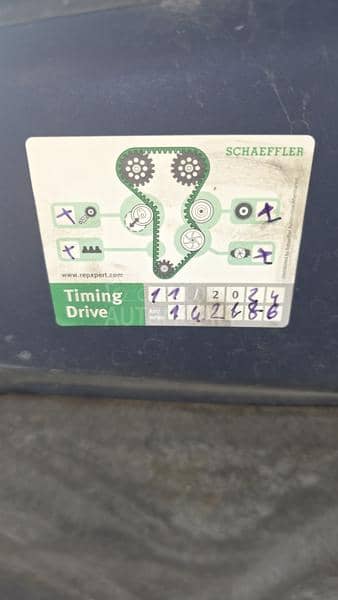 SCHAEFFLER
www.repxpert.com
Timing Drive
11 / 2024
142686